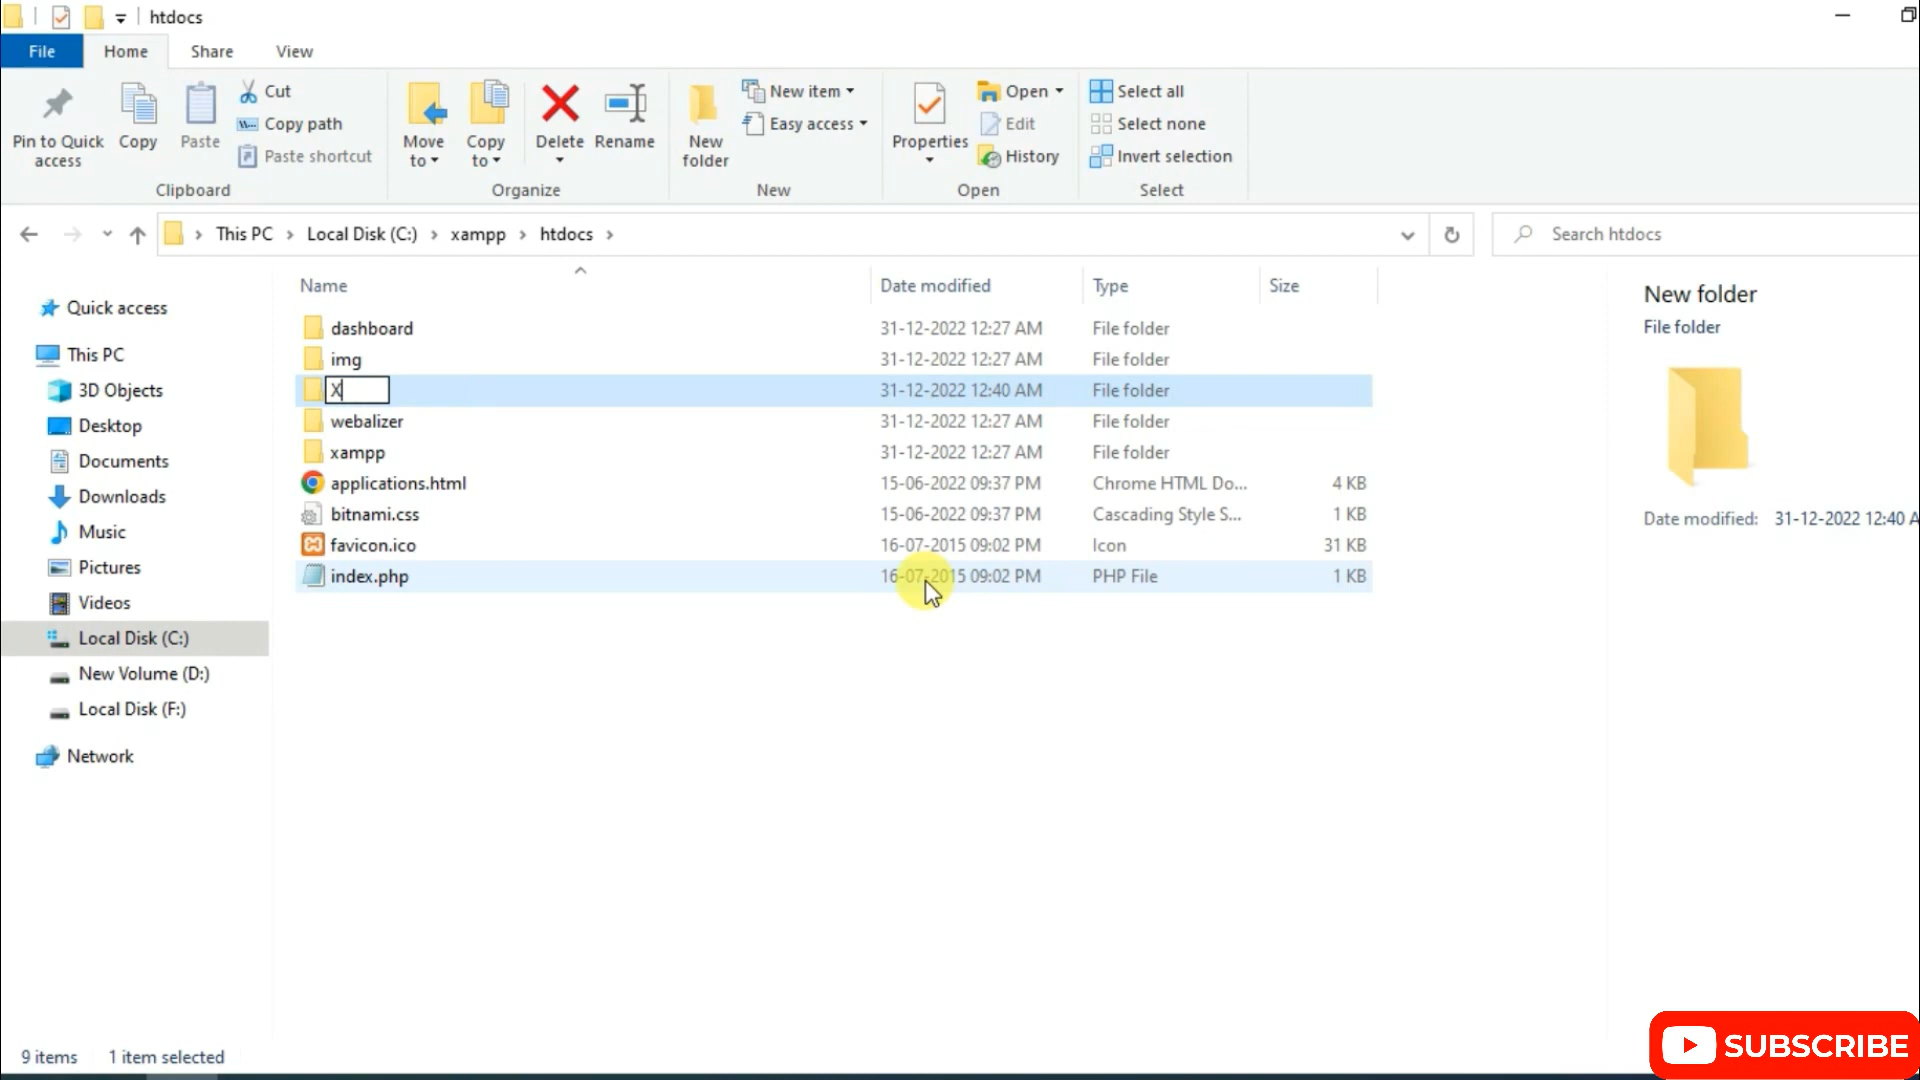 htdocs
File Home Share View
Pin to Quick access
Copy
Paste
Cut
Copy path
Paste shortcut
Clipboard
Move to
Copy to
Delete
Rename
Organize
New folder
New item
Easy access
New
Properties
Open
Edit
History
Open
Select all
Select none
Invert selection
Select
This PC > Local Disk (C:) > xampp > htdocs >
Search htdocs
Quick access
This PC
3D Objects
Desktop
Documents
Downloads
Music
Pictures
Videos
Local Disk (C:)
New Volume (D:)
Local Disk (F:)
Network
Name Date modified Type Size
dashboard 31-12-2022 12:27 AM File folder
img 31-12-2022 12:27 AM File folder
X 31-12-2022 12:40 AM File folder
webalizer 31-12-2022 12:27 AM File folder
xampp 31-12-2022 12:27 AM File folder
applications.html 15-06-2022 09:37 PM Chrome HTML Do... 4 KB
bitnami.css 15-06-2022 09:37 PM Cascading Style S... 1 KB
favicon.ico 16-07-2015 09:02 PM Icon 31 KB
index.php 16-07-2015 09:02 PM PHP File 1 KB
New folder
File folder
Date modified: 31-12-2022 12:40 A
9 items 1 item selected
SUBSCRIBE